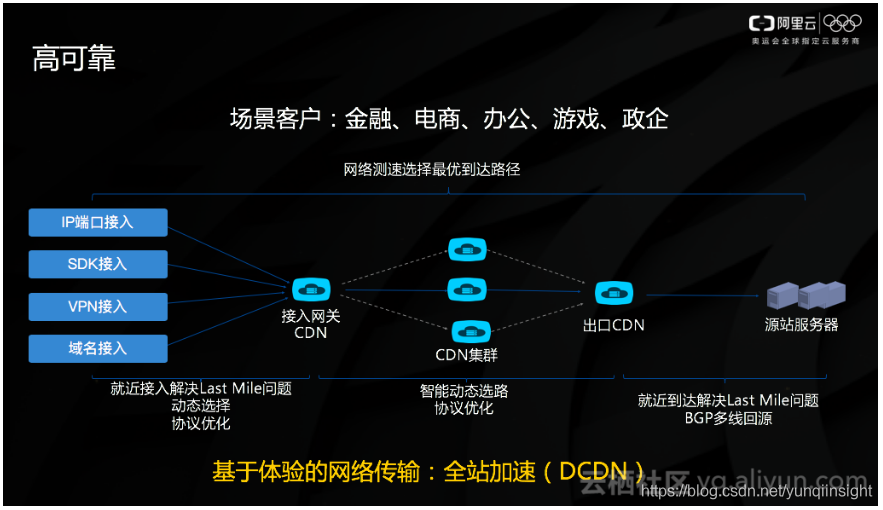 阿里云
奥运会全球指定云服务商
高可靠
场景客户：金融、电商、办公、游戏、政企
网络测速选择最优到达路径
IP端口接入
SDK接入
VPN接入
域名接入
接入网关
CDN
CDN集群
出口CDN
源站服务器
就近接入解决Last Mile问题
动态选择
协议优化
智能动态选路
协议优化
就近到达解决Last Mile问题
BGP多线回源
基于体验的网络传输：全站加速（DCDN）
云栖社区 yq.aliyun.com
https://blog.csdn.net/yunqiinsight